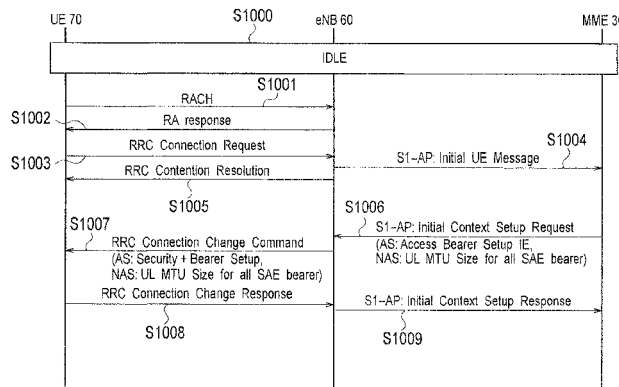 UE 70
S1000
eNB 60
MME 30
IDLE
S1001
RACH
S1002
RA response
RRC Connection Request
S1003
S1004
S1-AP: Initial UE Message
RRC Contention Resolution
S1005
S1006
S1-AP: Initial Context Setup Request
(AS: Access Bearer Setup IE,
NAS: UL MTU Size for all SAE bearer)
S1007
RRC Connection Change Command
(AS: Security + Bearer Setup,
NAS: UL MTU Size for all SAE bearer)
RRC Connection Change Response
S1008
S1-AP: Initial Context Setup Response
S1009